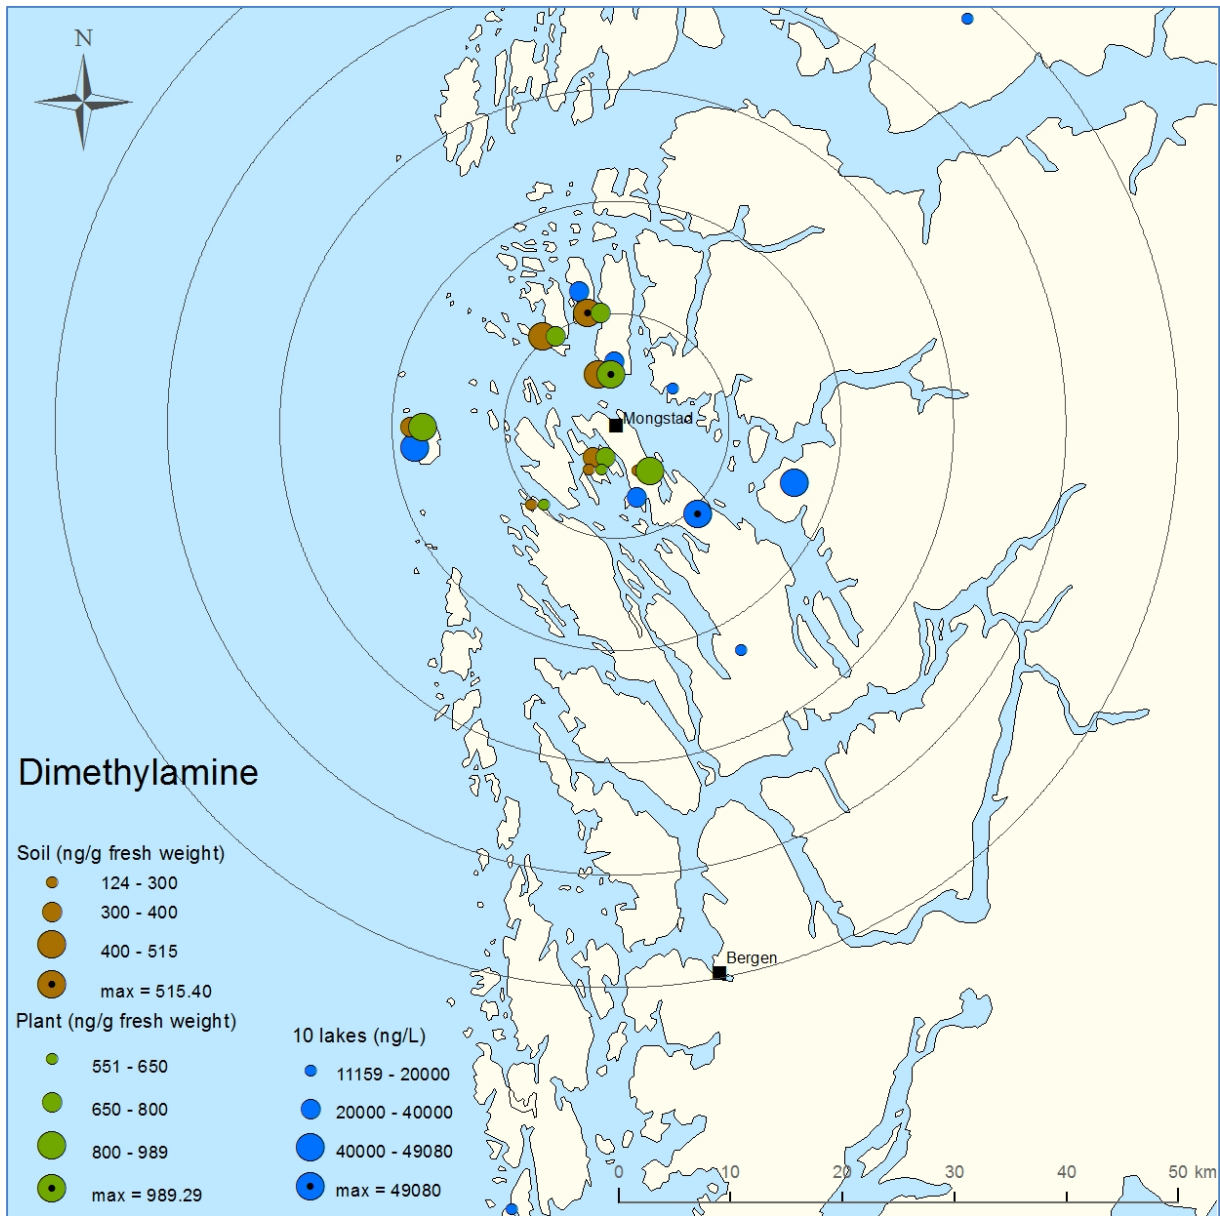 N
Mongstad
Dimethylamine
Soil (ng/g fresh weight)
124 - 300
300 - 400
400 - 515
max = 515.40
Plant (ng/g fresh weight)
551 - 650
650 - 800
800 - 989
max = 989.29
10 lakes (ng/L)
11159 - 20000
20000 - 40000
40000 - 49080
max = 49080
Bergen
0 10 20 30 40 50 km